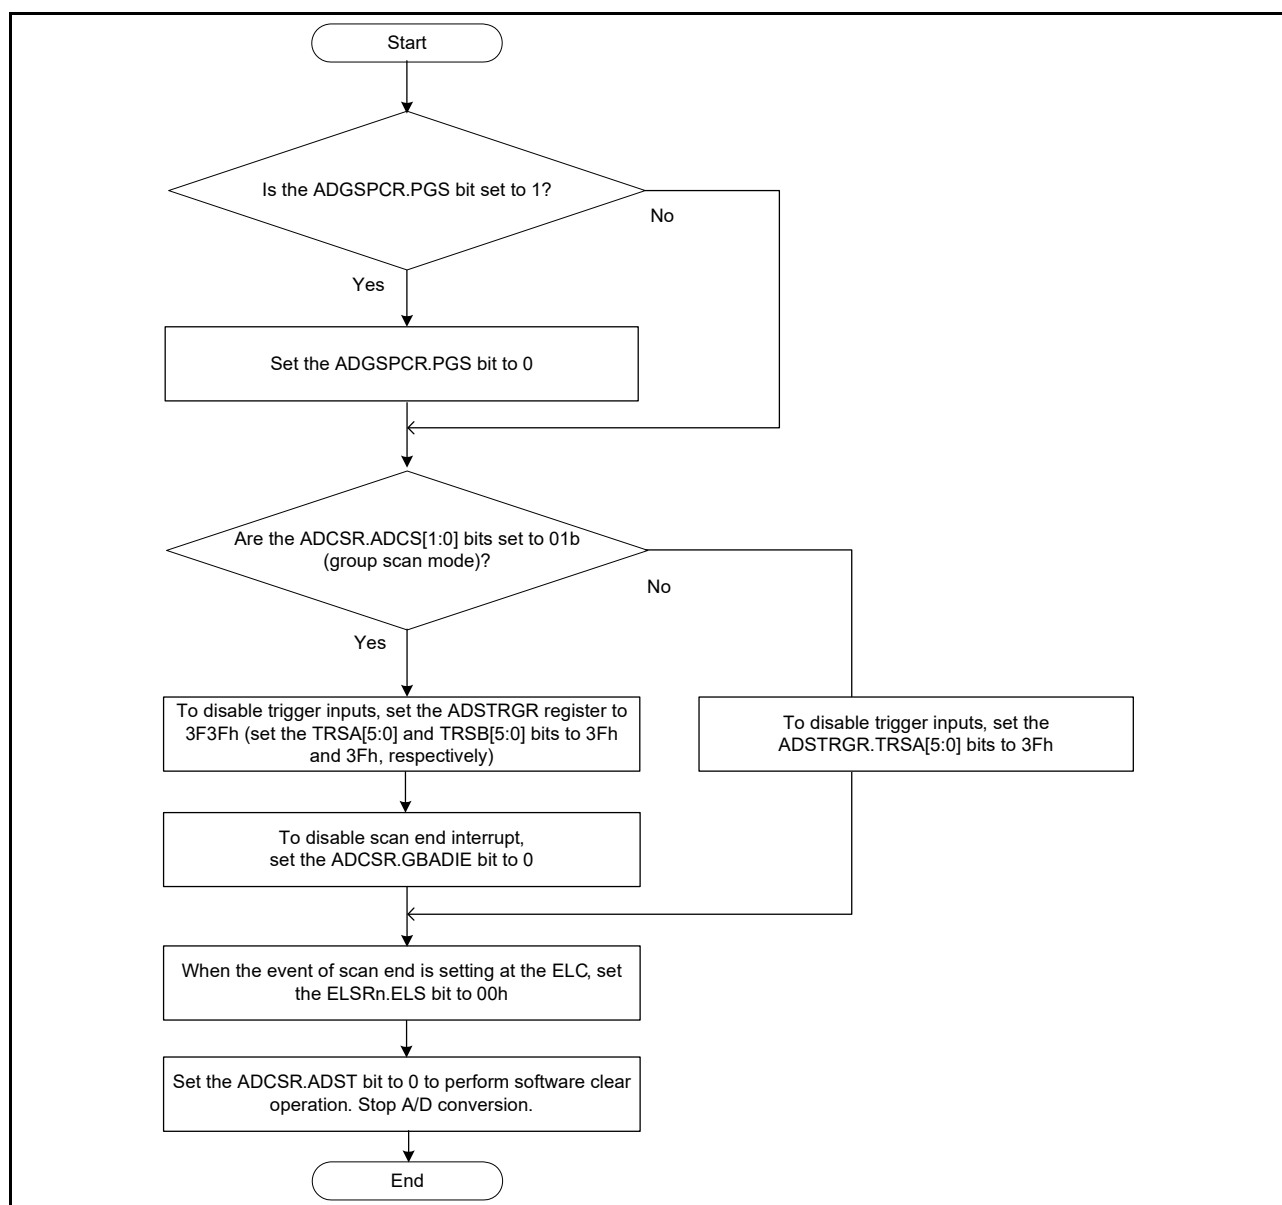 Start
Is the ADGSPCR.PGS bit set to 1?
No
Yes
Set the ADGSPCR.PGS bit to 0
Are the ADCSR.ADCS[1:0] bits set to 01b
(group scan mode)?
No
Yes
To disable trigger inputs, set the ADSTRGR register to
3F3Fh (set the TRSA[5:0] and TRSB[5:0] bits to 3Fh
and 3Fh, respectively)
To disable trigger inputs, set the
ADSTRGR.TRSA[5:0] bits to 3Fh
To disable scan end interrupt,
set the ADCSR.GBADIE bit to 0
When the event of scan end is setting at the ELC, set
the ELSRn.ELS bit to 00h
Set the ADCSR.ADST bit to 0 to perform software clear
operation. Stop A/D conversion.
End